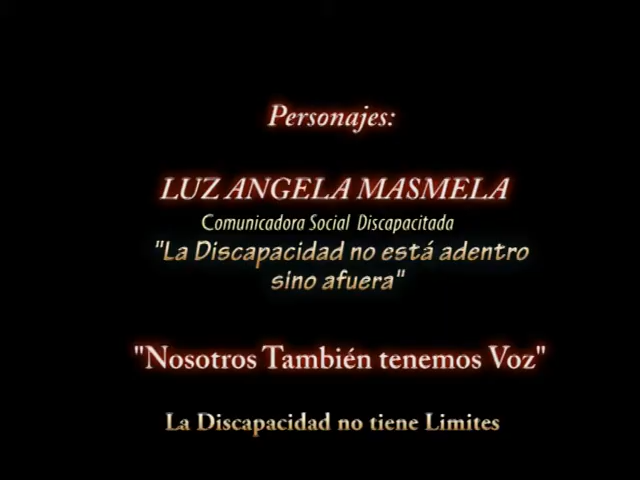 Personajes:
LUZ ANGELA MASMELA
Comunicadora Social Discapacitada
"La Discapacidad no está adentro
sino afuera"
"Nosotros También tenemos Voz"
La Discapacidad no tiene Limites